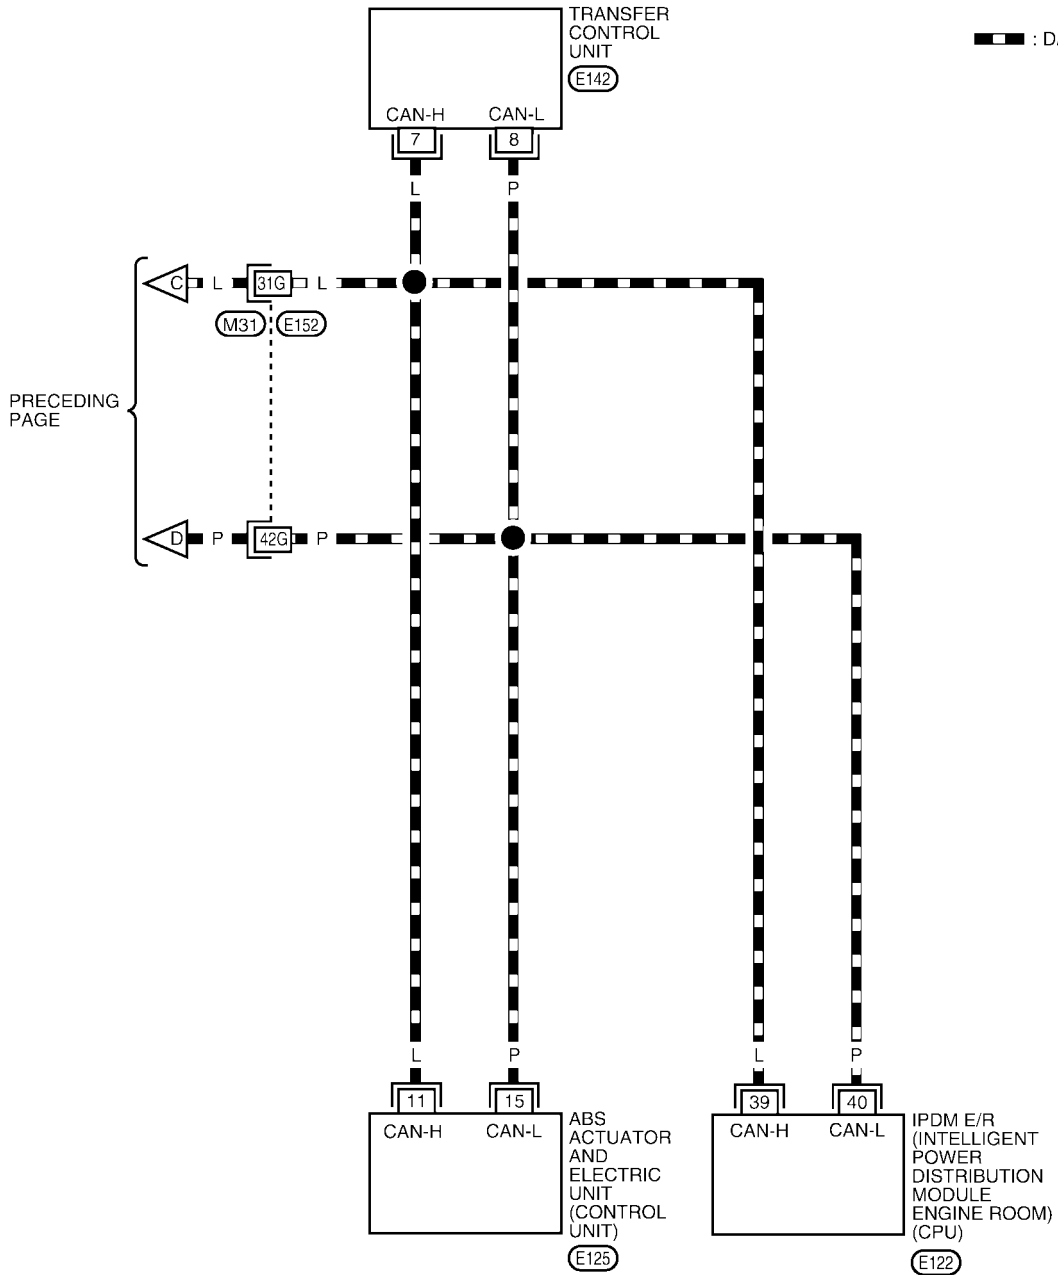 TRANSFER
CONTROL
UNIT
E142
: D
CAN-H
CAN-L
7
8
L
P
C
L
31G
L
M31
E152
PRECEDING
PAGE
D
P
42G
P
L
P
L
P
11
15
39
40
CAN-H
CAN-L
CAN-H
CAN-L
ABS
ACTUATOR
AND
ELECTRIC
UNIT
(CONTROL
UNIT)
E125
IPDM E/R
(INTELLIGENT
POWER
DISTRIBUTION
MODULE
ENGINE ROOM)
(CPU)
E122